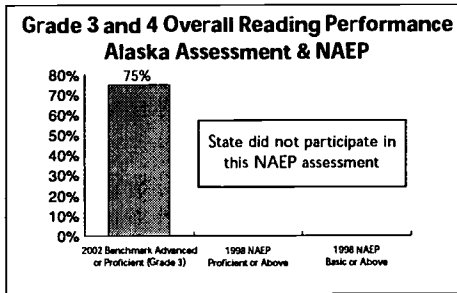 Grade 3 and 4 Overall Reading Performance
Alaska Assessment & NAEP
80%
70%
60%
50%
40%
30%
20%
10%
0%
75%
State did not participate in
this NAEP assessment
2002 Benchmark Advanced
or Proficient (Grade 3)
1998 NAEP
Proficient or Above
1998 NAEP
Basic or Above